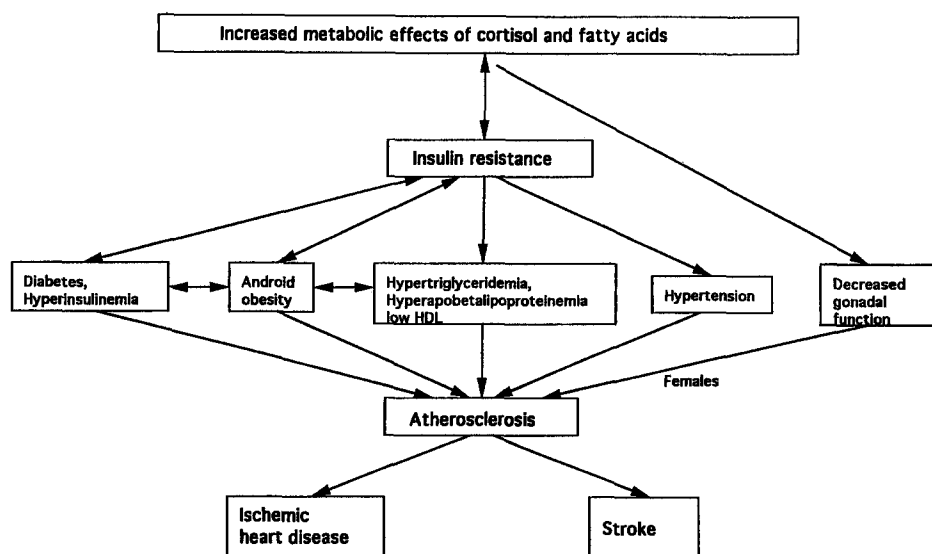 Increased metabolic effects of cortisol and fatty acids
Insulin resistance
Diabetes,
Hyperinsulinemia
Android
obesity
Hypertriglyceridemia,
Hyperapobetalipoproteinemia
low HDL
Hypertension
Decreased
gonadal
function
Females
Atherosclerosis
Ischemic
heart disease
Stroke